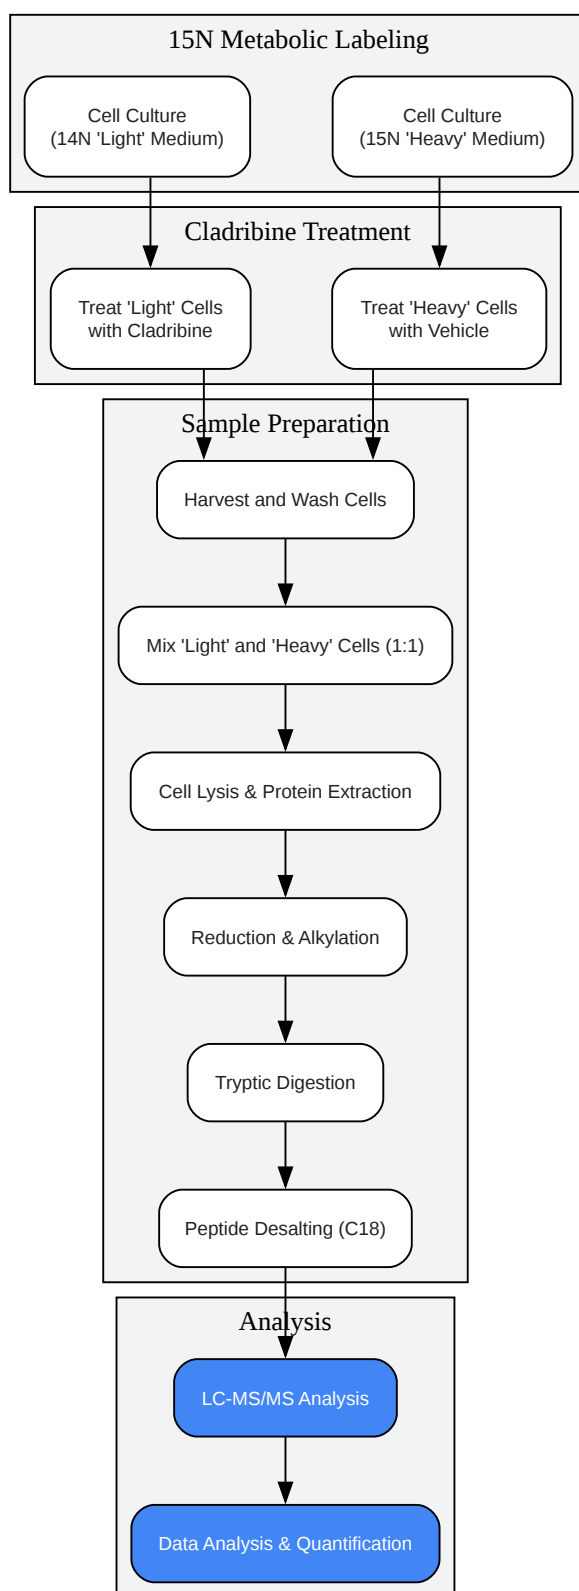 15N Metabolic Labeling
Cell Culture
(14N 'Light' Medium)
Cell Culture
(15N 'Heavy' Medium)
Cladribine Treatment
Treat 'Light' Cells
with Cladribine
Treat 'Heavy' Cells
with Vehicle
Sample Preparation
Harvest and Wash Cells
Mix 'Light' and 'Heavy' Cells (1:1)
Cell Lysis & Protein Extraction
Reduction & Alkylation
Tryptic Digestion
Peptide Desalting (C18)
Analysis
LC-MS/MS Analysis
Data Analysis & Quantification